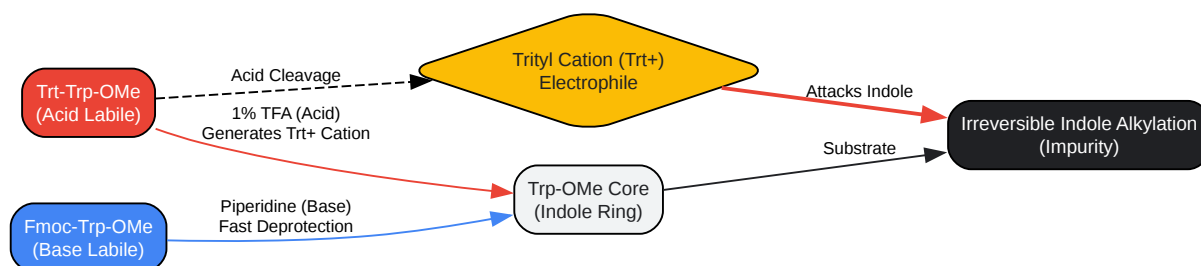 Trt-Trp-OMe
(Acid Labile)
Acid Cleavage
1% TFA (Acid)
Generates Trt+ Cation
Trityl Cation (Trt+)
Electrophile
Attacks Indole
Irreversible Indole Alkylation
(Impurity)
Substrate
Trp-OMe Core
(Indole Ring)
Fmoc-Trp-OMe
(Base Labile)
Piperidine (Base)
Fast Deprotection